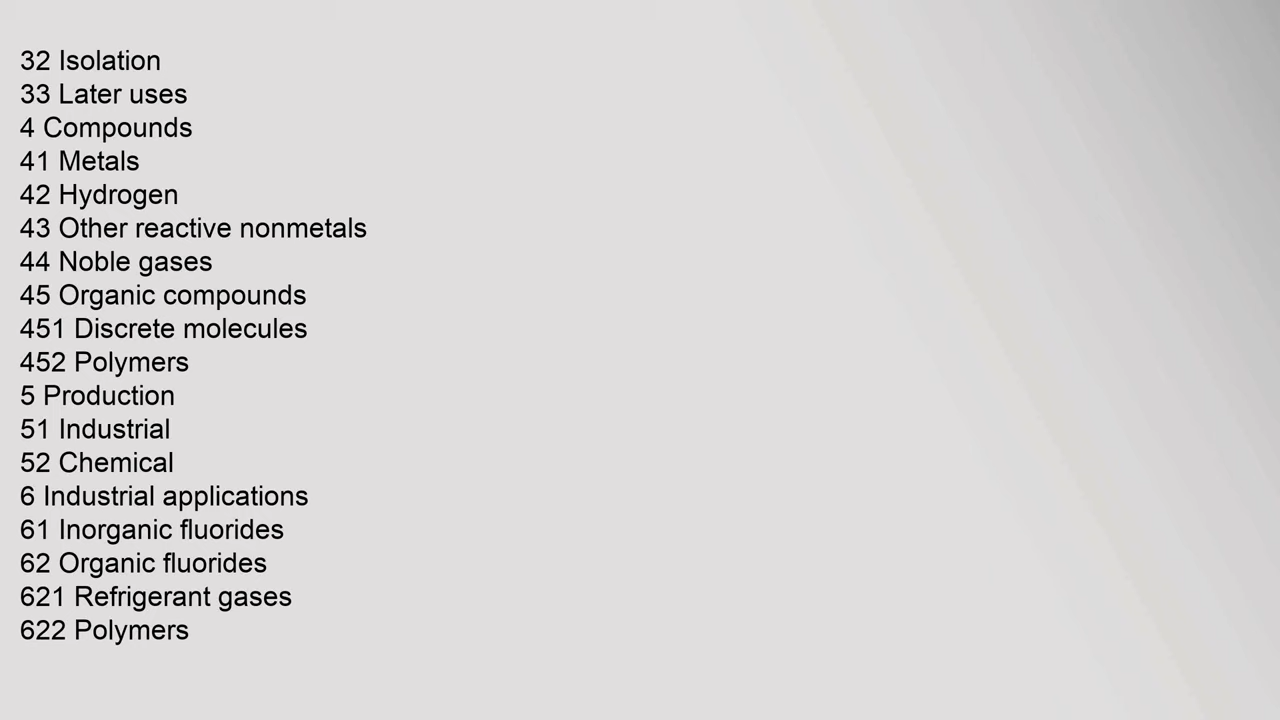 32 Isolation
33 Later uses
4 Compounds
41 Metals
42 Hydrogen
43 Other reactive nonmetals
44 Noble gases
45 Organic compounds
451 Discrete molecules
452 Polymers
5 Production
51 Industrial
52 Chemical
6 Industrial applications
61 Inorganic fluorides
62 Organic fluorides
621 Refrigerant gases
622 Polymers